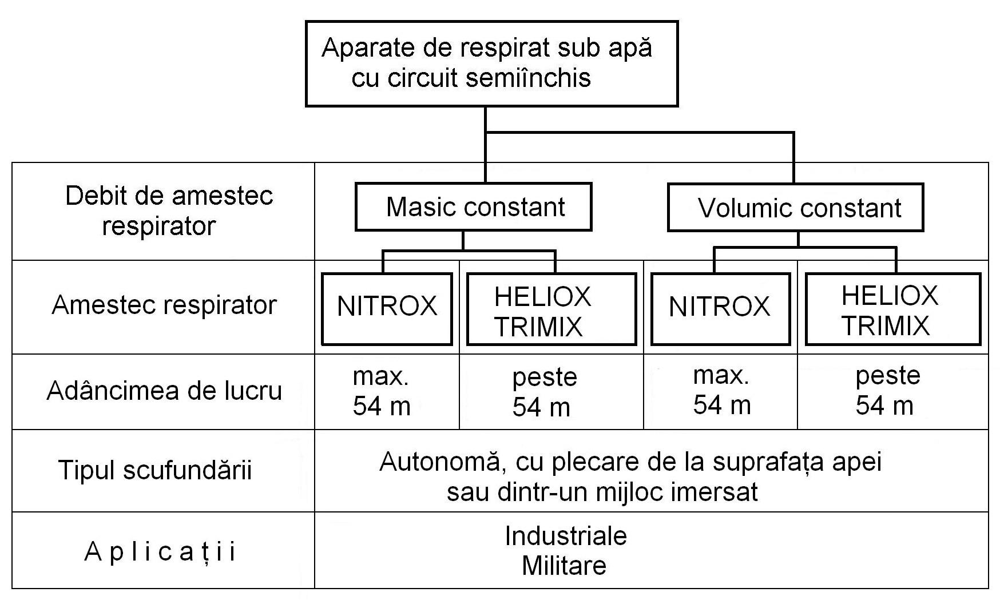 Aparate de respirat sub apă
cu circuit semiînchis
Debit de amestec
respirator
Masic constant
Volumic constant
Amestec respirator
NITROX
HELIOX
TRIMIX
NITROX
HELIOX
TRIMIX
Adâncimea de lucru
max.
54 m
peste
54 m
max.
54 m
peste
54 m
Tipul scufundării
Autonomă, cu plecare de la suprafața apei
sau dintr-un mijloc imersat
A p l i c a ț i i
Industriale
Militare